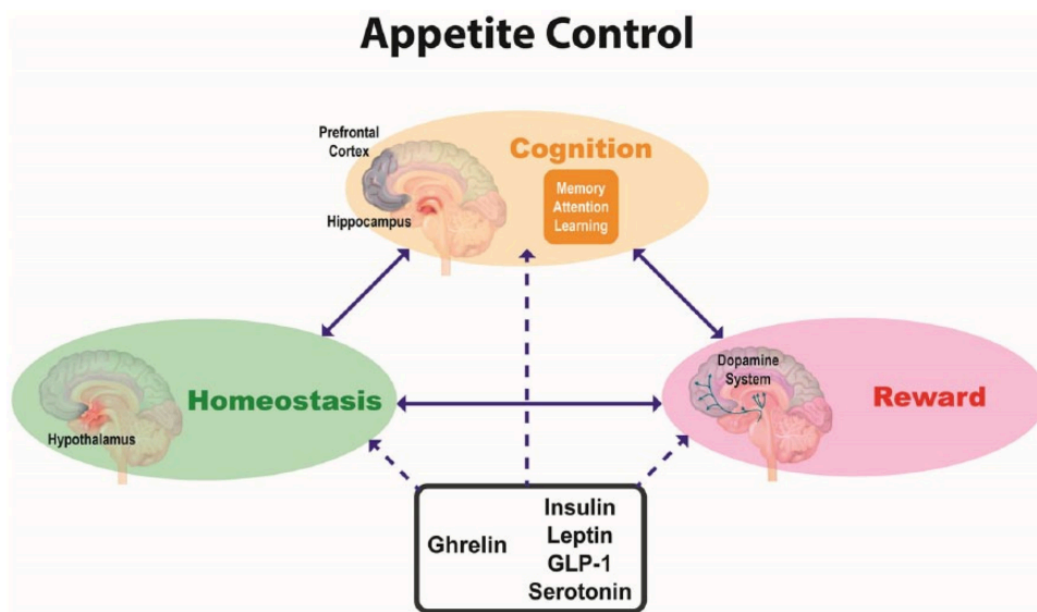 Appetite Control
Prefrontal
Cortex
Hippocampus
Cognition
Memory
Attention
Learning
Hypothalamus
Homeostasis
Dopamine
System
Reward
Ghrelin
Insulin
Leptin
GLP-1
Serotonin